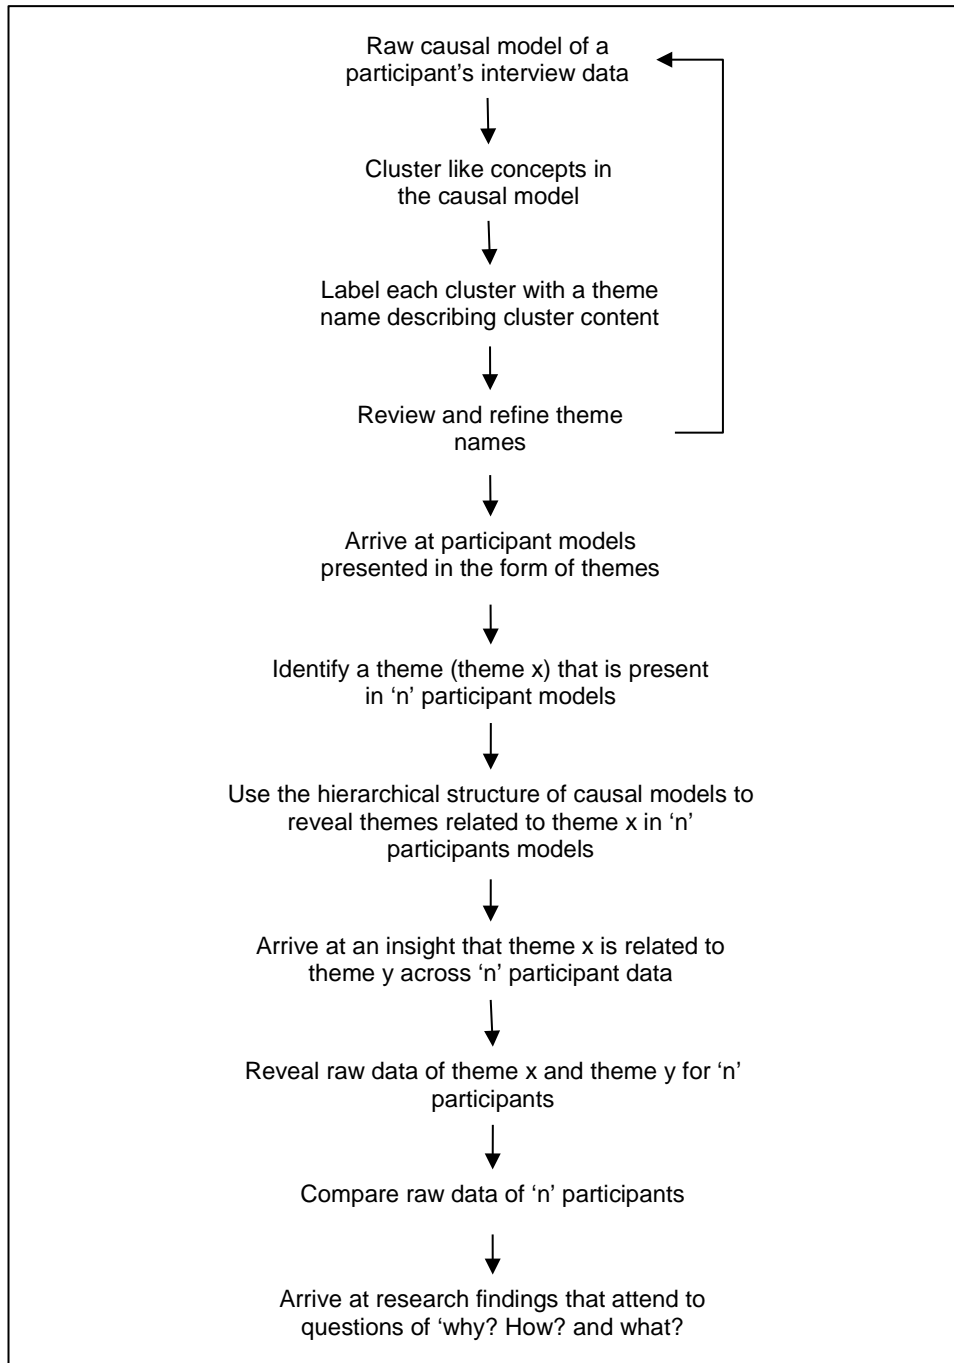 Raw causal model of a
participant’s interview data
Cluster like concepts in
the causal model
Label each cluster with a theme
name describing cluster content
Review and refine theme
names
Arrive at participant models
presented in the form of themes
Identify a theme (theme x) that is present
in ‘n’ participant models
Use the hierarchical structure of causal models to
reveal themes related to theme x in ‘n’
participants models
Arrive at an insight that theme x is related to
theme y across ‘n’ participant data
Reveal raw data of theme x and theme y for ‘n’
participants
Compare raw data of ‘n’ participants
Arrive at research findings that attend to
questions of ‘why? How? and what?